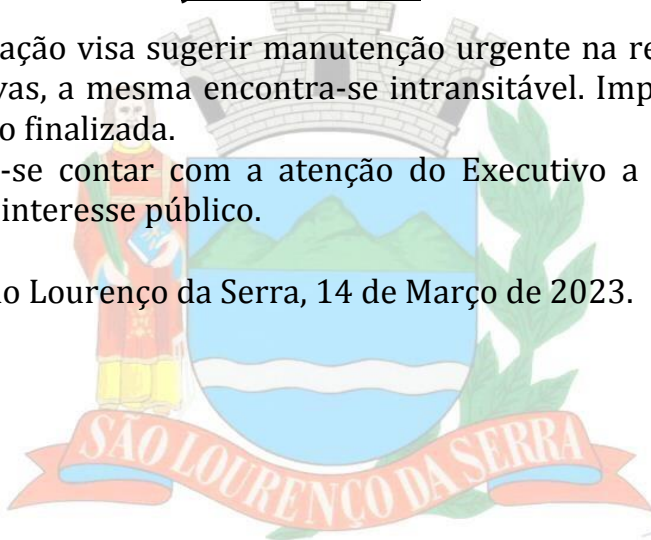 ação visa sugerir manutenção urgente na re
vas, a mesma encontra-se intransitável. Imp
o finalizada.
-se contar com a atenção do Executivo a
interesse público.
o Lourenço da Serra, 14 de Março de 2023.
SÃO LOURENÇO DA SERRA